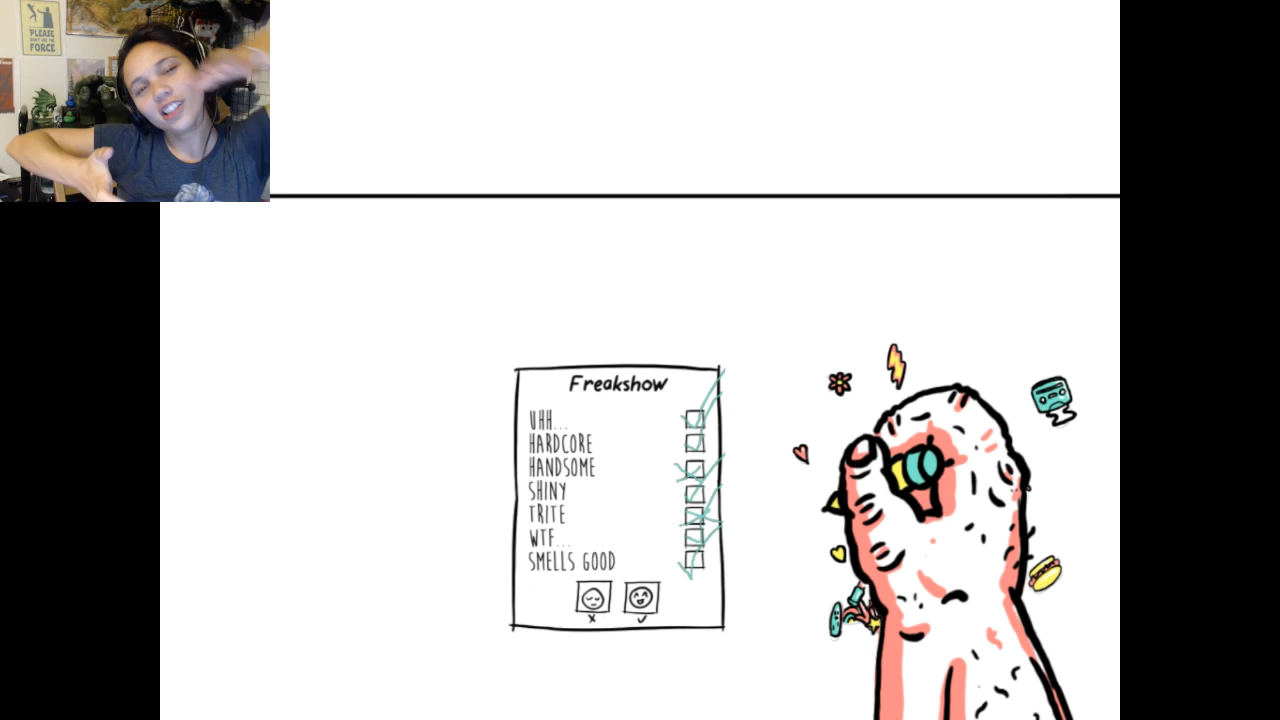 PLEASE
FORCE
Freakshow
UHH...
HARDCORE
HANDSOME
SHINY
TRITE
WTF...
SMELLS GOOD